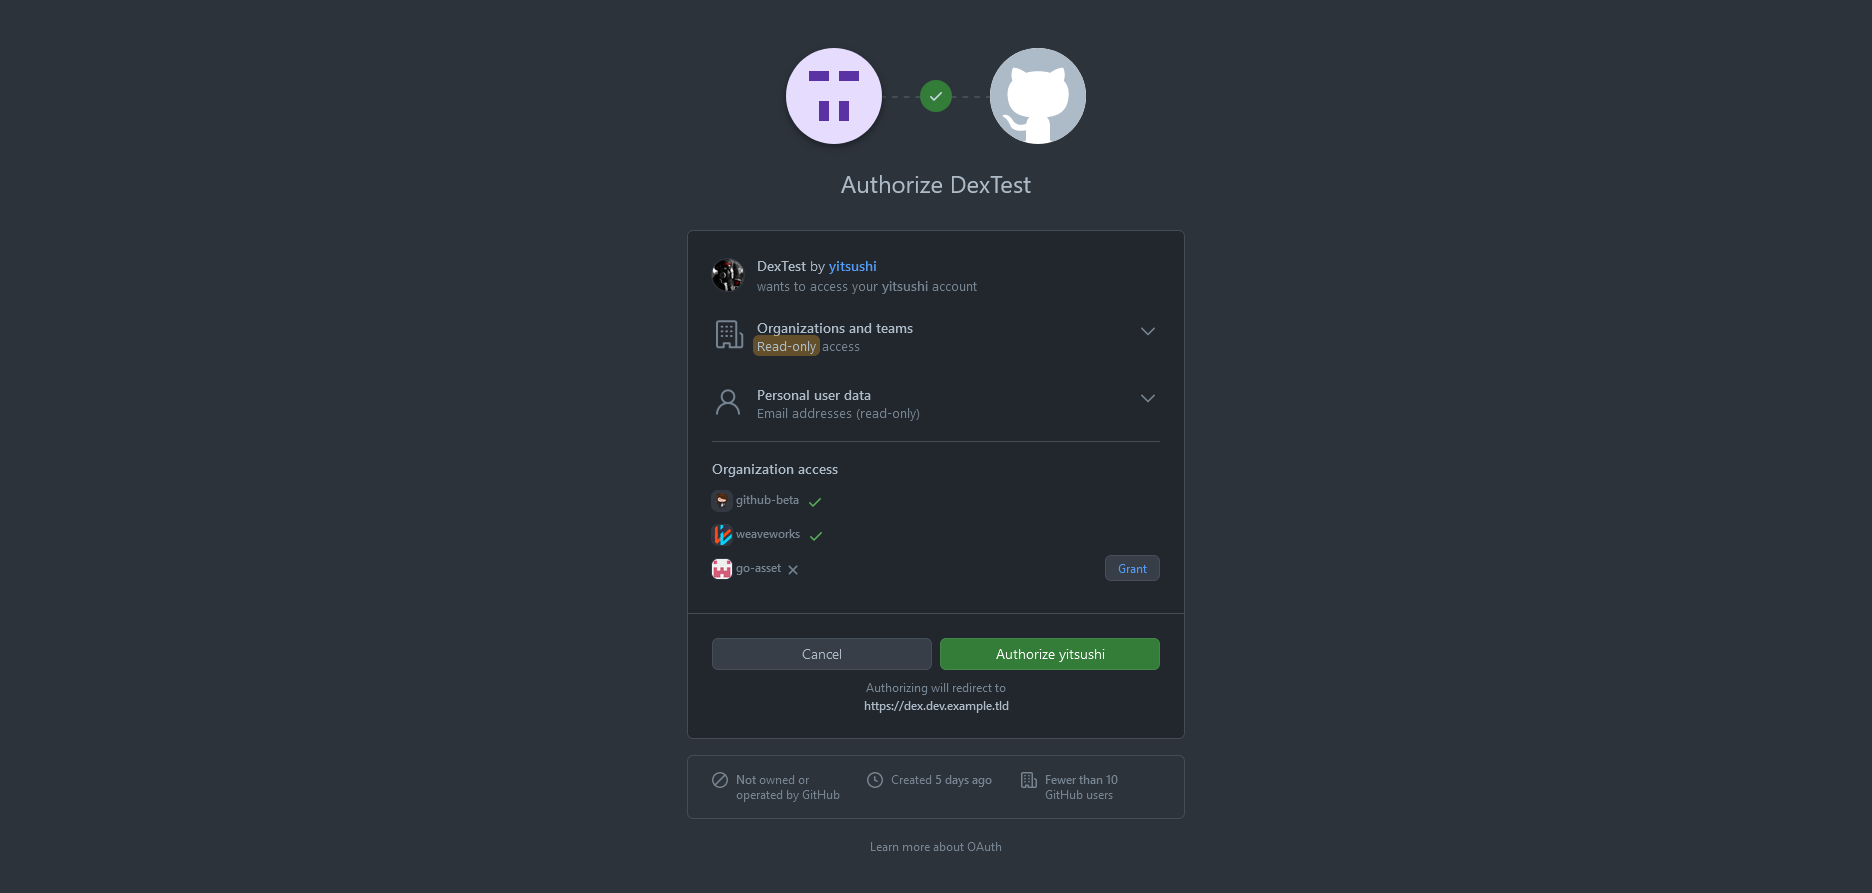 Authorize DexTest
DexTest by yitsushi
wants to access your yitsushi account
Organizations and teams
Read-only access
Personal user data
Email addresses (read-only)
Organization access
github-beta
weaveworks
go-asset
Grant
Cancel
Authorize yitsushi
Authorizing will redirect to
https://dex.dev.example.tld
Not owned or
operated by GitHub
Created 5 days ago
Fewer than 10
GitHub users
Learn more about OAuth